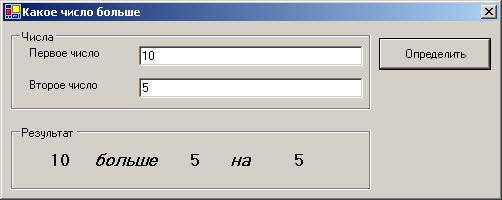 Какое число больше
Числа
Первое число 10
Определить
Второе число 5
Результат
10 больше 5 на 5